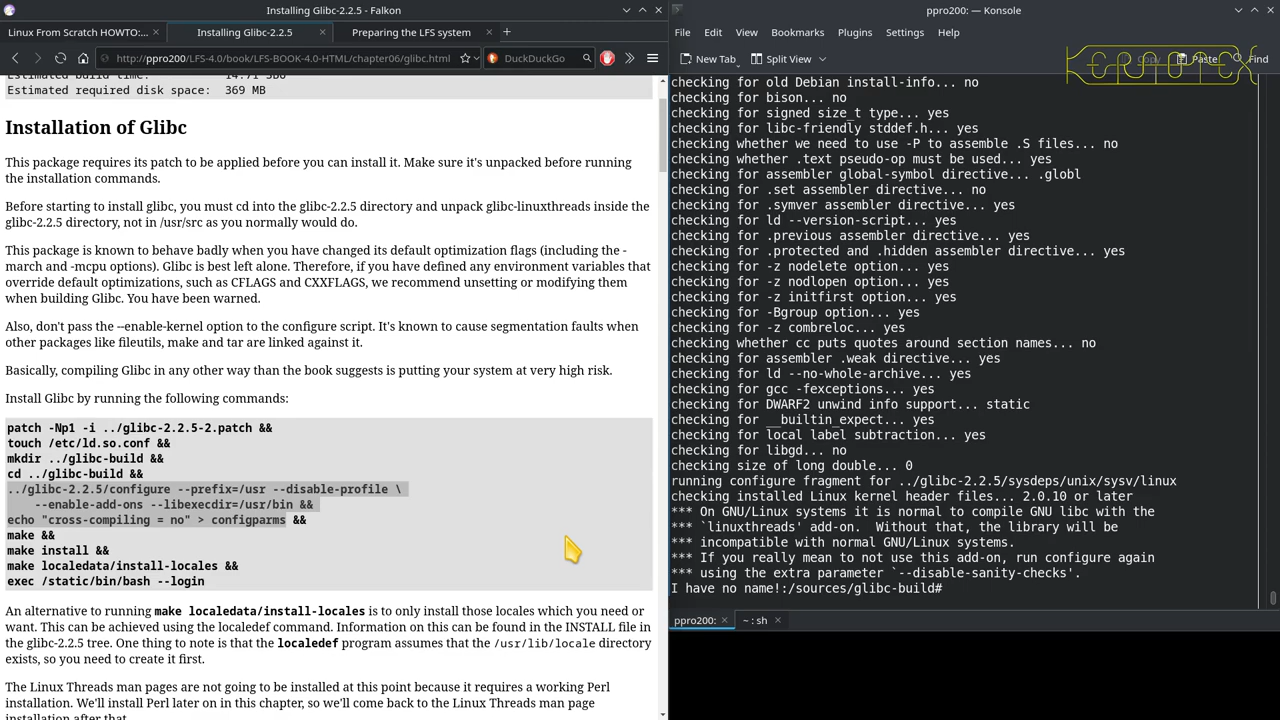 Installing Glibc-2.2.5 - Falkon
Linux From Scratch HOWTO:...
Installing Glibc-2.2.5
Preparing the LFS system
http://ppro200/LFS-4.0/book/LFS-BOOK-4.0-HTML/chapter06/glibc.html
DuckDuckGo
Estimated build time: 14.71 SBU
Estimated required disk space: 369 MB
Installation of Glibc
This package requires its patch to be applied before you can install it. Make sure it's unpacked before running
the installation commands.
Before starting to install glibc, you must cd into the glibc-2.2.5 directory and unpack glibc-linuxthreads inside the
glibc-2.2.5 directory, not in /usr/src as you normally would do.
This package is known to behave badly when you have changed its default optimization flags (including the -
march and -mcpu options). Glibc is best left alone. Therefore, if you have defined any environment variables that
override default optimizations, such as CFLAGS and CXXFLAGS, we recommend unsetting or modifying them
when building Glibc. You have been warned.
Also, don't pass the --enable-kernel option to the configure script. It's known to cause segmentation faults when
other packages like fileutils, make and tar are linked against it.
Basically, compiling Glibc in any other way than the book suggests is putting your system at very high risk.
Install Glibc by running the following commands:
patch -Np1 -i ../glibc-2.2.5-2.patch &&
touch /etc/ld.so.conf &&
mkdir ../glibc-build &&
cd ../glibc-build &&
../glibc-2.2.5/configure --prefix=/usr --disable-profile \
--enable-add-ons --libexecdir=/usr/bin &&
echo "cross-compiling = no" > configparms &&
make &&
make install &&
make localedata/install-locales &&
exec /static/bin/bash --login
An alternative to running make localedata/install-locales is to only install those locales which you need or
want. This can be achieved using the localedef command. Information on this can be found in the INSTALL file in
the glibc-2.2.5 tree. One thing to note is that the localedef program assumes that the /usr/lib/locale directory
exists, so you need to create it first.
The Linux Threads man pages are not going to be installed at this point because it requires a working Perl
installation. We'll install Perl later on in this chapter, so we'll come back to the Linux Threads man page
installation after that.
ppro200: — Konsole
File Edit View Bookmarks Plugins Settings Help
New Tab Split View Copy Paste Find
checking for old Debian install-info... no
checking for bison... no
checking for signed size_t type... yes
checking for libc-friendly stddef.h... yes
checking whether we need to use -P to assemble .S files... no
checking whether .text pseudo-op must be used... yes
checking for assembler global-symbol directive... .globl
checking for .set assembler directive... no
checking for .symver assembler directive... yes
checking for ld --version-script... yes
checking for .previous assembler directive... yes
checking for .protected and .hidden assembler directive... yes
checking for -z nodelete option... yes
checking for -z nodlopen option... yes
checking for -z initfirst option... yes
checking for -Bgroup option... yes
checking for -z combreloc... yes
checking whether cc puts quotes around section names... no
checking for assembler .weak directive... yes
checking for ld --no-whole-archive... yes
checking for gcc -fexceptions... yes
checking for DWARF2 unwind info support... static
checking for __builtin_expect... yes
checking for local label subtraction... yes
checking for libgd... no
checking size of long double... 0
running configure fragment for ../glibc-2.2.5/sysdeps/unix/sysv/linux
checking installed Linux kernel header files... 2.0.10 or later
*** On GNU/Linux systems it is normal to compile GNU libc with the
*** `linuxthreads' add-on.  Without that, the library will be
*** incompatible with normal GNU/Linux systems.
*** If you really mean to not use this add-on, run configure again
*** using the extra parameter `--disable-sanity-checks'.
I have no name!:/sources/glibc-build#
ppro200:
~ : sh